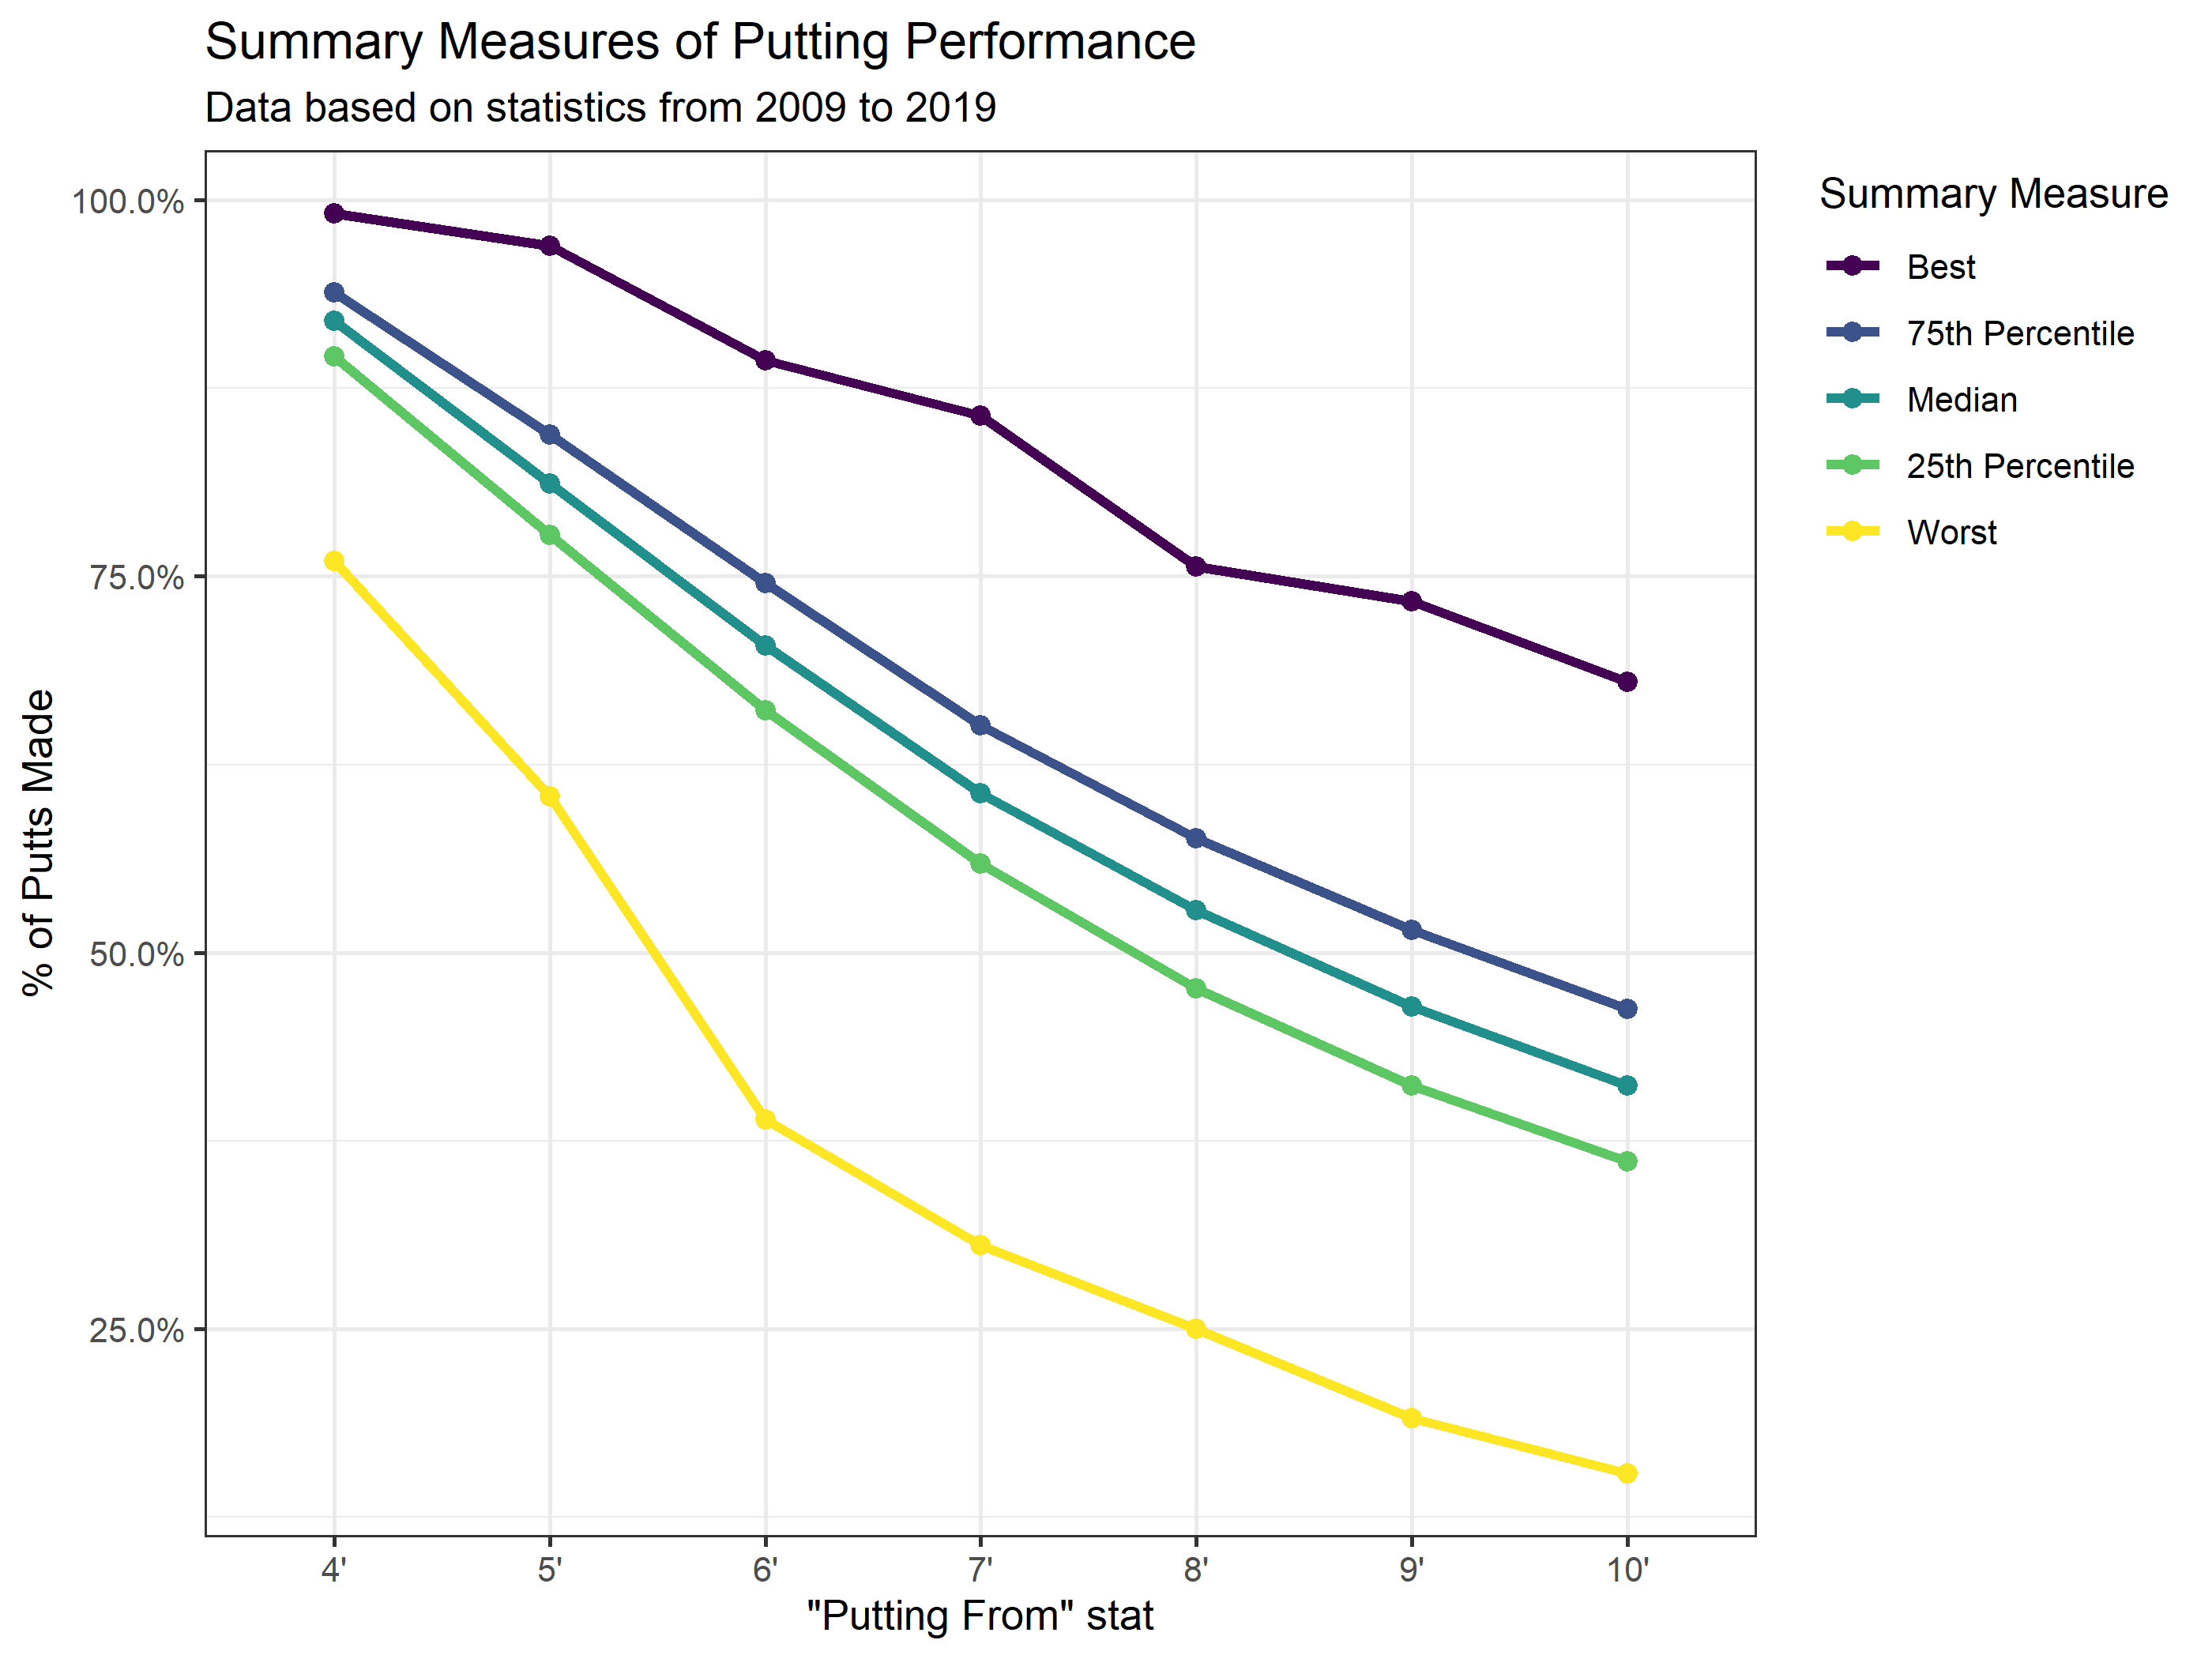 Summary Measures of Putting Performance
Data based on statistics from 2009 to 2019
% of Putts Made
100.0%
75.0%
50.0%
25.0%
4'
5'
6'
7'
8'
9'
10'
"Putting From" stat
Summary Measure
Best
75th Percentile
Median
25th Percentile
Worst